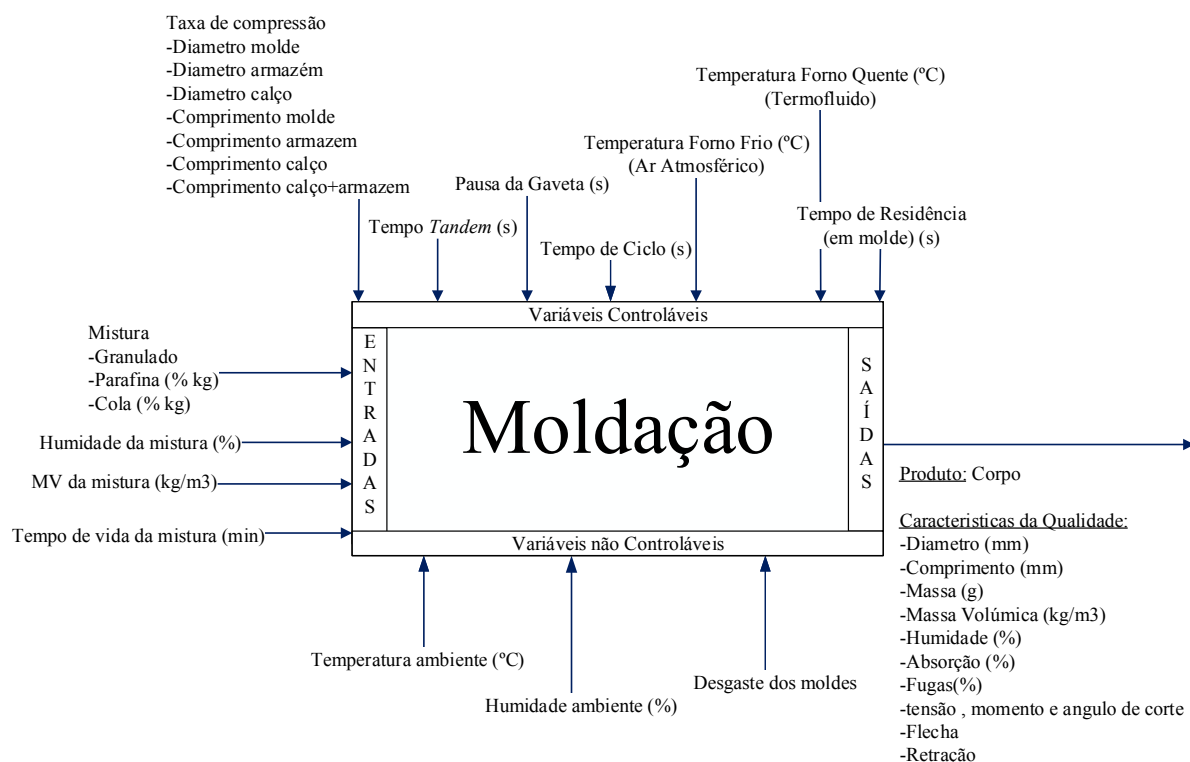 Taxa de compressão
-Diametro molde
-Diametro armazém
-Diametro calço
-Comprimento molde
-Comprimento armazem
-Comprimento calço
-Comprimento calço+armazem
Tempo Tandem (s)
Pausa da Gaveta (s)
Tempo de Ciclo (s)
Temperatura Forno Frio (ºC)
(Ar Atmosférico)
Temperatura Forno Quente (ºC)
(Termofluido)
Tempo de Residência
(em molde) (s)
Variáveis Controláveis
Mistura
-Granulado
-Parafina (% kg)
-Cola (% kg)
Humidade da mistura (%)
MV da mistura (kg/m3)
Tempo de vida da mistura (min)
E
N
T
R
A
D
A
S
Moldação
S
A
Í
D
A
S
Variáveis não Controláveis
Temperatura ambiente (ºC)
Humidade ambiente (%)
Desgaste dos moldes
Produto: Corpo
Caracteristicas da Qualidade:
-Diametro (mm)
-Comprimento (mm)
-Massa (g)
-Massa Volúmica (kg/m3)
-Humidade (%)
-Absorção (%)
-Fugas(%)
-tensão , momento e angulo de corte
-Flecha
-Retracão